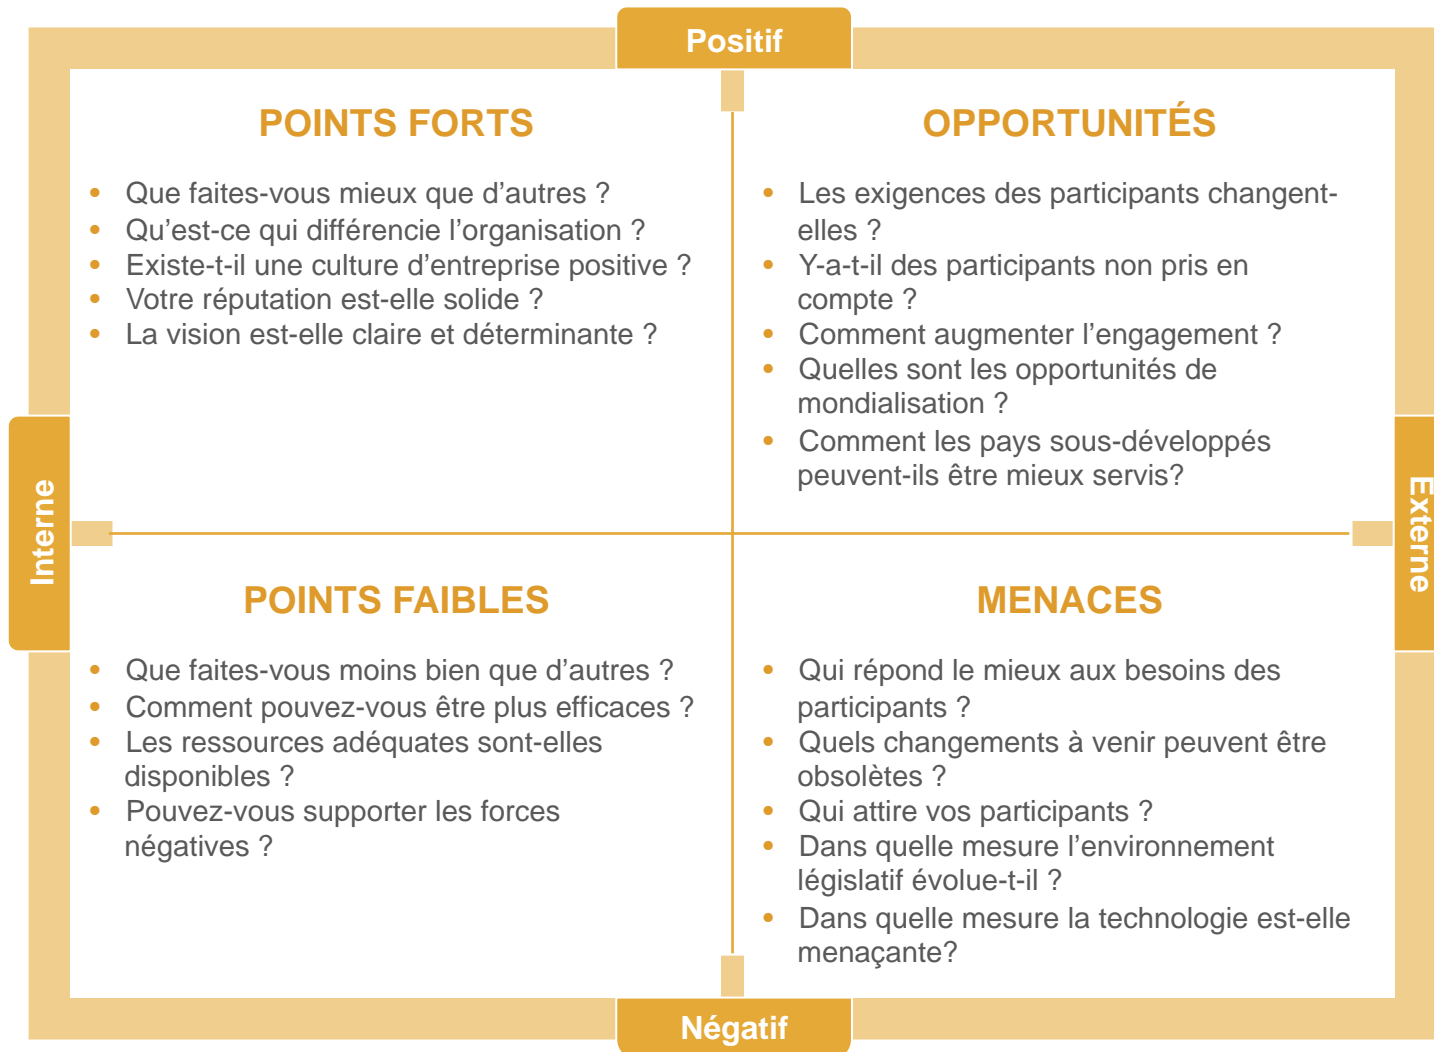 Positif
POINTS FORTS
• Que faites-vous mieux que d’autres ?
• Qu’est-ce qui différencie l’organisation ?
• Existe-t-il une culture d’entreprise positive ?
• Votre réputation est-elle solide ?
• La vision est-elle claire et déterminante ?
OPPORTUNITÉS
• Les exigences des participants changent-
elles ?
• Y-a-t-il des participants non pris en
compte ?
• Comment augmenter l’engagement ?
• Quelles sont les opportunités de
mondialisation ?
• Comment les pays sous-développés
peuvent-ils être mieux servis?
Interne
Externe
POINTS FAIBLES
• Que faites-vous moins bien que d’autres ?
• Comment pouvez-vous être plus efficaces ?
• Les ressources adéquates sont-elles
disponibles ?
• Pouvez-vous supporter les forces
négatives ?
MENACES
• Qui répond le mieux aux besoins des
participants ?
• Quels changements à venir peuvent être
obsolètes ?
• Qui attire vos participants ?
• Dans quelle mesure l’environnement
législatif évolue-t-il ?
• Dans quelle mesure la technologie est-elle
menaçante?
Négatif